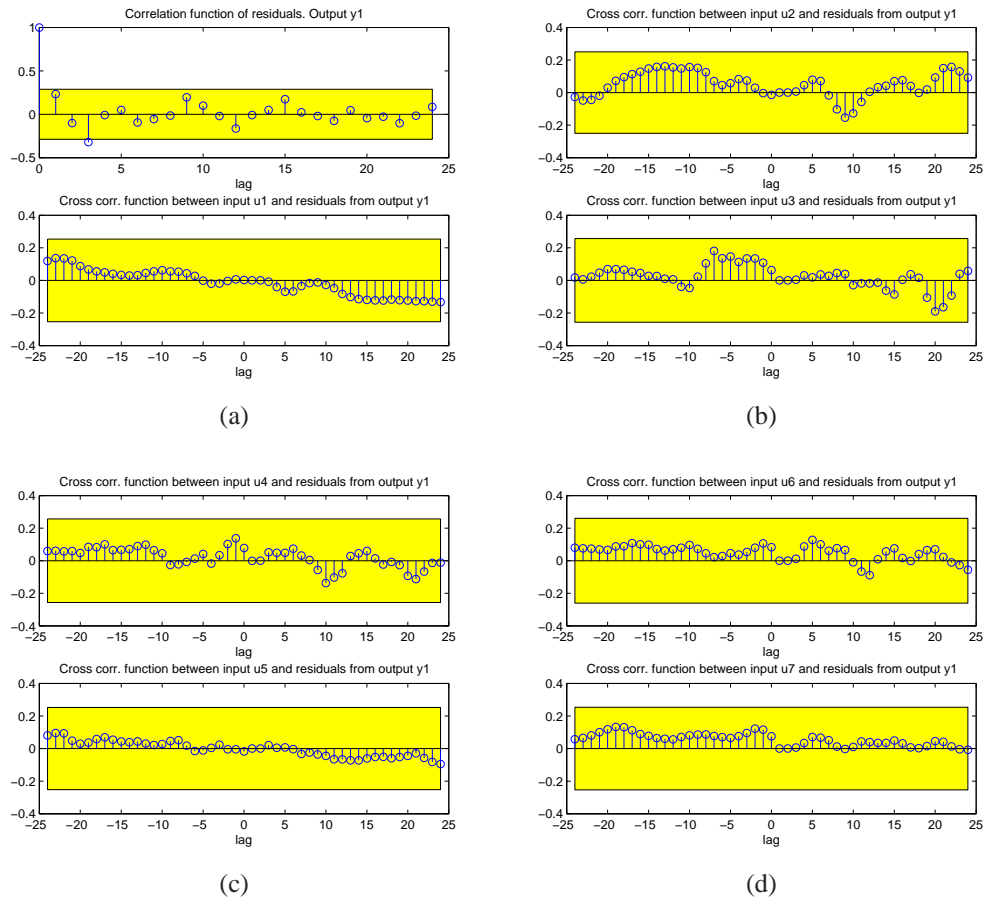 Correlation function of residuals. Output y1
1
0.5
0
−0.5
0 5 10 15 20 25
lag
Cross corr. function between input u1 and residuals from output y1
0.4
0.2
0
−0.2
−0.4
−25 −20 −15 −10 −5 0 5 10 15 20 25
lag
(a)
Cross corr. function between input u2 and residuals from output y1
0.4
0.2
0
−0.2
−0.4
−25 −20 −15 −10 −5 0 5 10 15 20 25
lag
Cross corr. function between input u3 and residuals from output y1
0.4
0.2
0
−0.2
−0.4
−25 −20 −15 −10 −5 0 5 10 15 20 25
lag
(b)
Cross corr. function between input u4 and residuals from output y1
0.4
0.2
0
−0.2
−0.4
−25 −20 −15 −10 −5 0 5 10 15 20 25
lag
Cross corr. function between input u5 and residuals from output y1
0.4
0.2
0
−0.2
−0.4
−25 −20 −15 −10 −5 0 5 10 15 20 25
lag
(c)
Cross corr. function between input u6 and residuals from output y1
0.4
0.2
0
−0.2
−0.4
−25 −20 −15 −10 −5 0 5 10 15 20 25
lag
Cross corr. function between input u7 and residuals from output y1
0.4
0.2
0
−0.2
−0.4
−25 −20 −15 −10 −5 0 5 10 15 20 25
lag
(d)